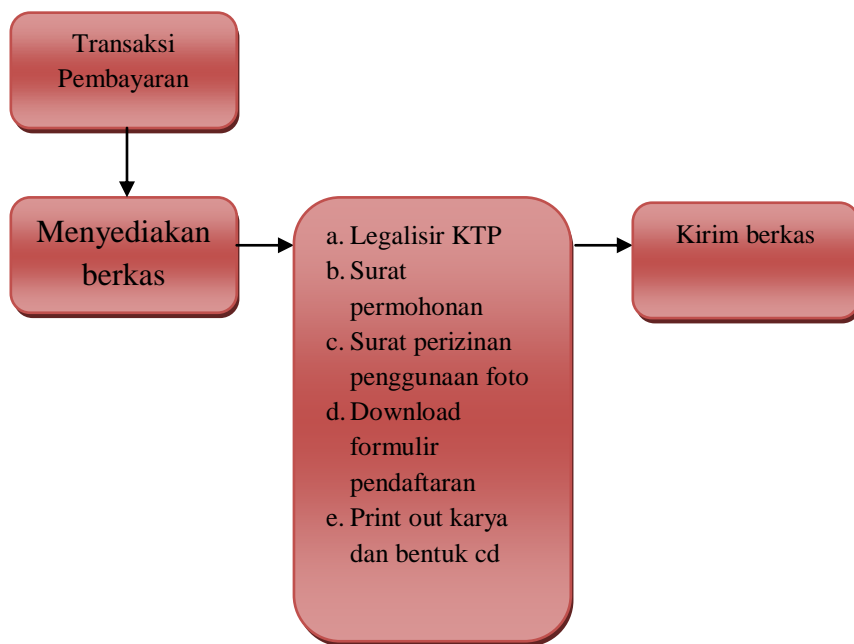 Transaksi
Pembayaran
Menyediakan
berkas
a. Legalisir KTP
b. Surat
permohonan
c. Surat perizinan
penggunaan foto
d. Download
formulir
pendaftaran
e. Print out karya
dan bentuk cd
Kirim berkas